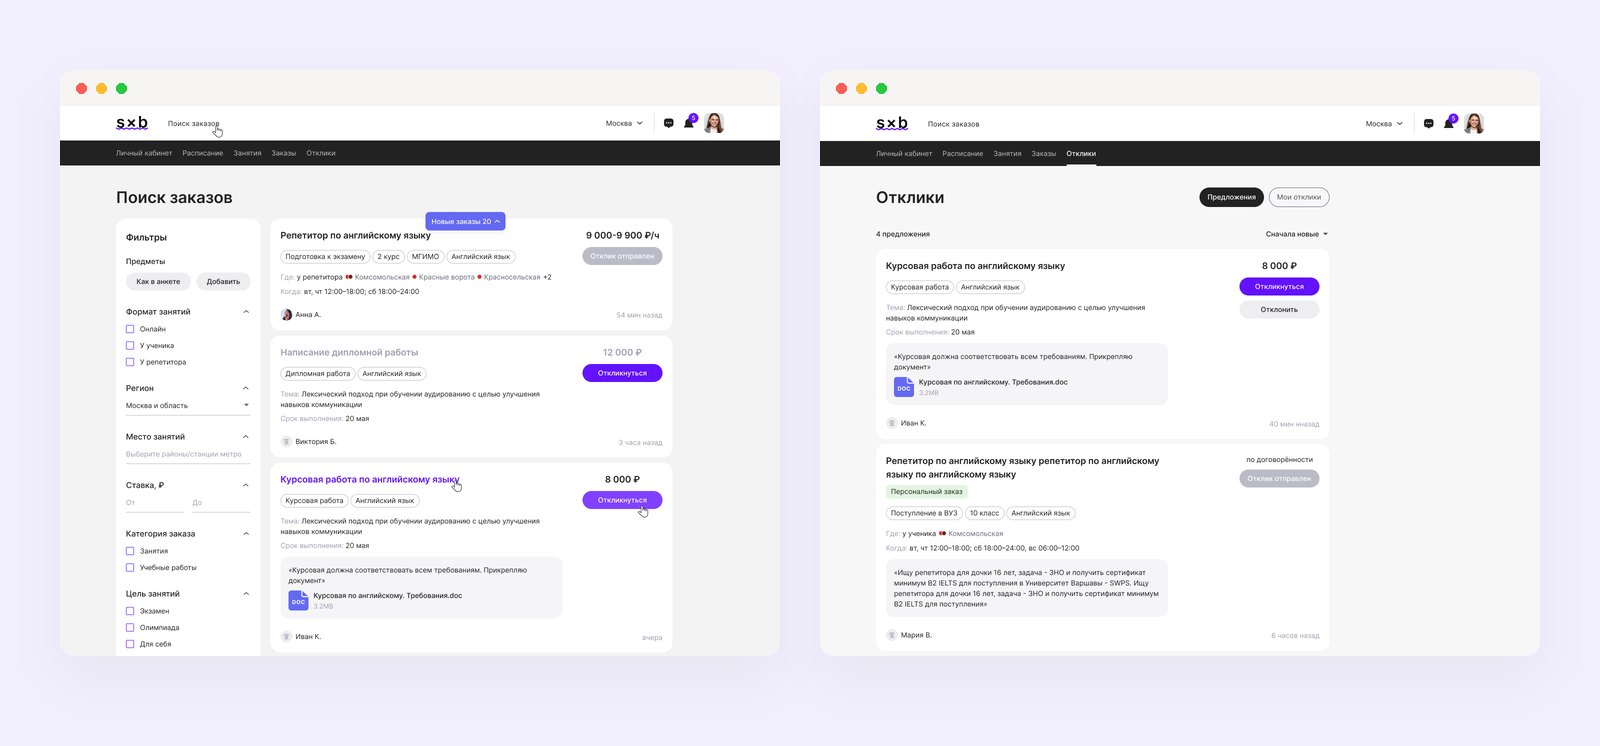 s×b
Поиск заказов
Москва
5
Личный кабинет Расписание Занятия Заказы Отклики
Поиск заказов
Фильтры
Предметы
Как в анкете Добавить
Формат занятий
Онлайн
У ученика
У репетитора
Регион
Москва и область
Место занятий
Выберите районы/станции метро
Ставка, ₽
От До
Категория заказа
Занятия
Учебные работы
Цель занятий
Экзамен
Олимпиада
Для себя
Новые заказы 20
Репетитор по английскому языку
9 000-9 900 ₽/ч
Подготовка к экзамену 2 курс МГИМО Английский язык
Отклик отправлен
Где: у репетитора Комсомольская Красные ворота Красносельская +2
Когда: вт, чт 12:00–18:00; сб 18:00–24:00
Анна А.
54 мин назад
Написание дипломной работы
12 000 ₽
Дипломная работа Английский язык
Откликнуться
Тема: Лексический подход при обучении аудированию с целью улучшения
навыков коммуникации
Срок выполнения: 20 мая
Виктория Б.
3 часа назад
Курсовая работа по английскому языку
8 000 ₽
Курсовая работа Английский язык
Откликнуться
Тема: Лексический подход при обучении аудированию с целью улучшения
навыков коммуникации
Срок выполнения: 20 мая
«Курсовая должна соответствовать всем требованиям. Прикрепляю
документ»
DOC
Курсовая по английскому. Требования.doc
3.2MB
Иван К.
вчера
s×b
Поиск заказов
Москва
5
Личный кабинет Расписание Занятия Заказы Отклики
Отклики
Предложения Мои отклики
4 предложения
Сначала новые
Курсовая работа по английскому языку
8 000 ₽
Курсовая работа Английский язык
Откликнуться
Отклонить
Тема: Лексический подход при обучении аудированию с целью улучшения
навыков коммуникации
Срок выполнения: 20 мая
«Курсовая должна соответствовать всем требованиям. Прикрепляю
документ»
DOC
Курсовая по английскому. Требования.doc
3.2MB
Иван К.
40 мин нназад
Репетитор по английскому языку репетитор по английскому
языку по английскому языку
по договорённости
Отклик отправлен
Персональный заказ
Поступление в ВУЗ 10 класс Английский язык
Где: у ученика Комсомольская
Когда: вт, чт 12:00–18:00; сб 18:00–24:00, вс 06:00–12:00
«Ищу репетитора для дочки 16 лет, задача - ЗНО и получить сертификат
минимум B2 IELTS для поступления в Университет Варшавы - SWPS. Ищу
репетитора для дочки 16 лет, задача - ЗНО и получить сертификат минимум
B2 IELTS для поступления»
Мария В.
6 часов назад